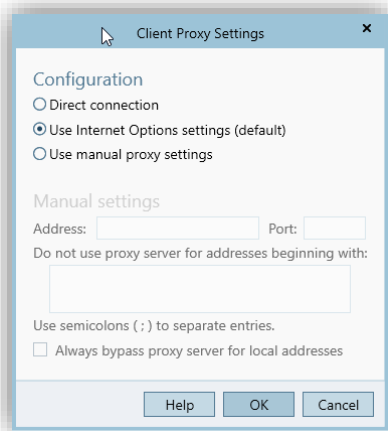 Client Proxy Settings
Configuration
Direct connection
Use Internet Options settings (default)
Use manual proxy settings
Manual settings
Address: Port:
Do not use proxy server for addresses beginning with:
Use semicolons ( ; ) to separate entries.
Always bypass proxy server for local addresses
Help OK Cancel